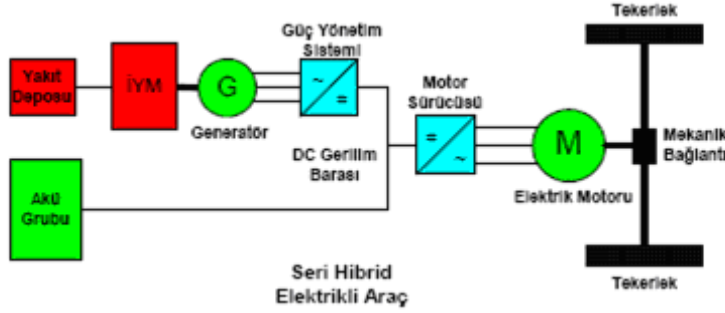 Tekerlek
Güç Yönetim
Sistemi
Yakıt
Deposu
İYM
G
~
=
Generatör
Motor
Sürücüsü
=
~
M
Mekanik
Bağlantı
DC Gerilim
Barası
Elektrik Motoru
Akü
Grubu
Seri Hibrid
Elektrikli Araç
Tekerlek